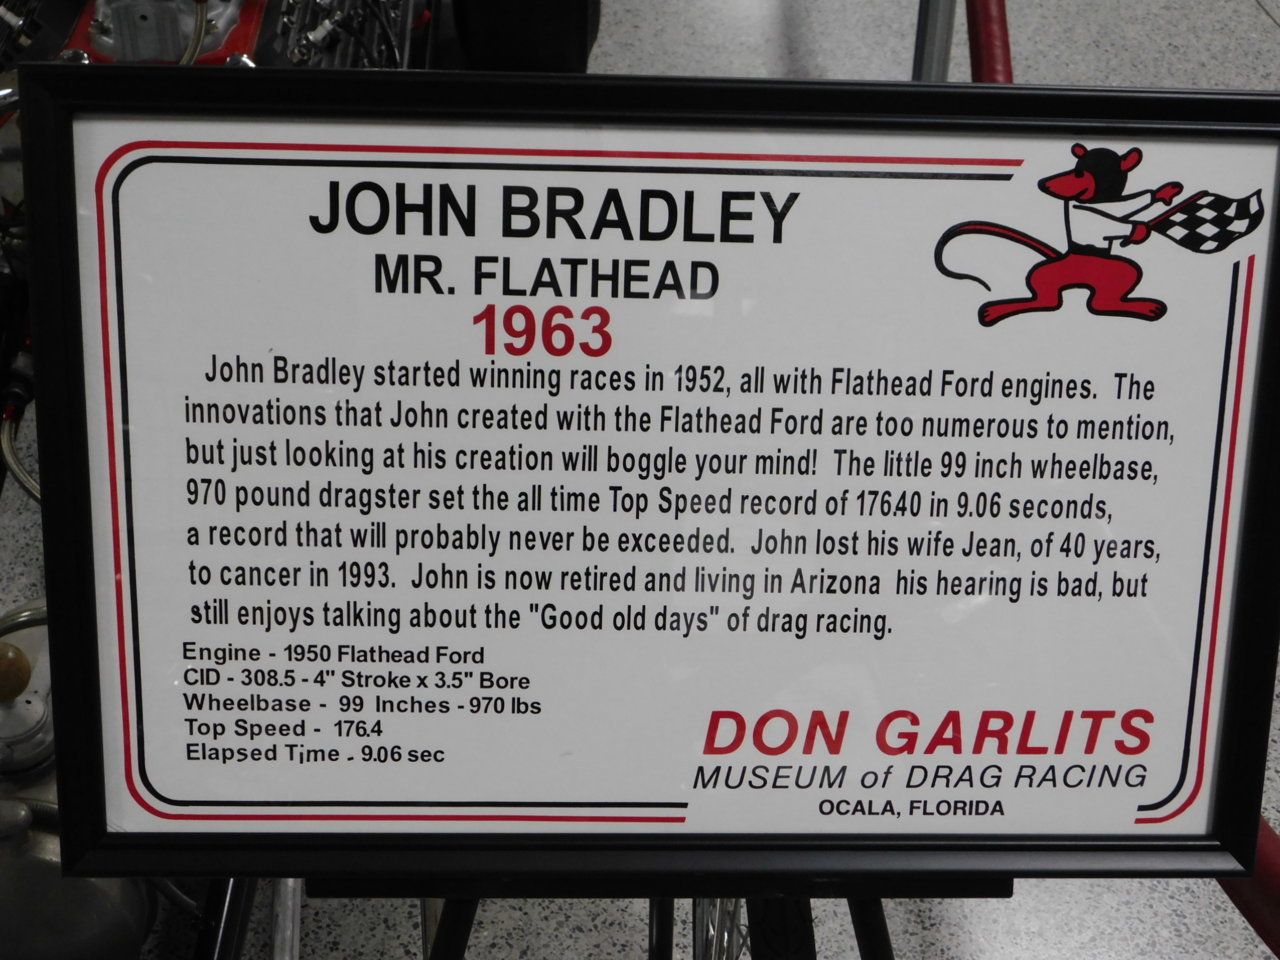 JOHN BRADLEY
MR. FLATHEAD
1963
John Bradley started winning races in 1952, all with Flathead Ford engines. The
innovations that John created with the Flathead Ford are too numerous to mention,
but just looking at his creation will boggle your mind! The little 99 inch wheelbase,
970 pound dragster set the all time Top Speed record of 176.40 in 9.06 seconds,
a record that will probably never be exceeded. John lost his wife Jean, of 40 years,
to cancer in 1993. John is now retired and living in Arizona his hearing is bad, but
still enjoys talking about the "Good old days" of drag racing.
Engine - 1950 Flathead Ford
CID - 308.5 - 4" Stroke x 3.5" Bore
Wheelbase - 99 Inches - 970 lbs
Top Speed - 176.4
Elapsed Time - 9.06 sec
DON GARLITS
MUSEUM of DRAG RACING
OCALA, FLORIDA